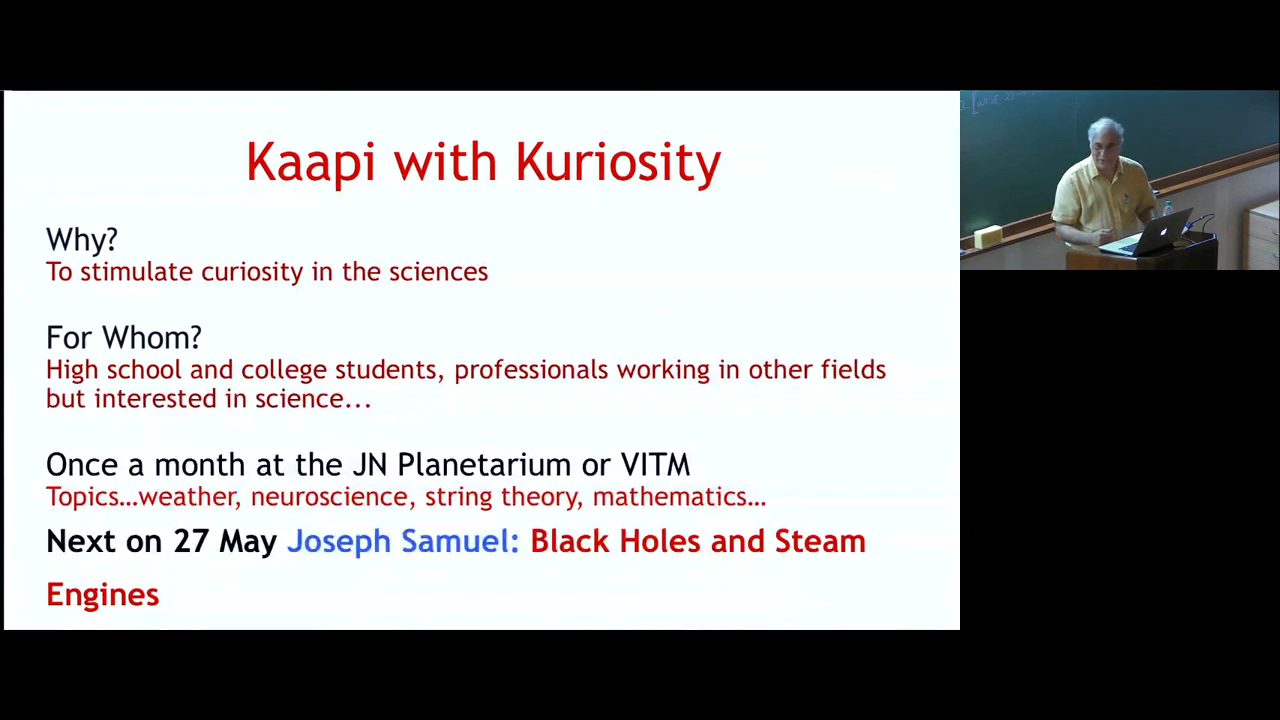 Kaapi with Kuriosity
Why?
To stimulate curiosity in the sciences
For Whom?
High school and college students, professionals working in other fields
but interested in science...
Once a month at the JN Planetarium or VITM
Topics...weather, neuroscience, string theory, mathematics...
Next on 27 May Joseph Samuel: Black Holes and Steam
Engines